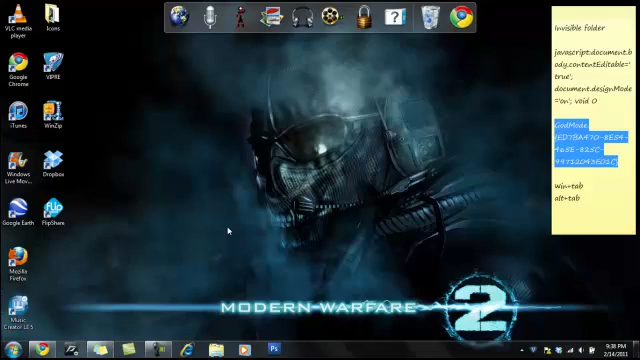 VLC media
player
Icons
Google
Chrome
VIPRE
iTunes
WinZip
Windows
Live Mov...
Dropbox
Google Earth
FlipShare
Mozilla
Firefox
Music
Creator LE 5
Invisible folder
javascript:document.b
ody.contentEditable='
true';
document.designMode
='on'; void 0
GodMode.
{ED7BA470-8E54-
465E-825C-
99712043E01C}
Win+tab
alt+tab
MODERN WARFARE 2
9:38 PM
2/14/2011